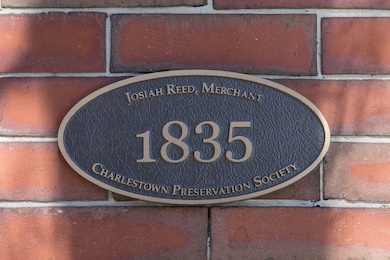 Josiah Reed, Merchant
1835
Charlestown Preservation Society